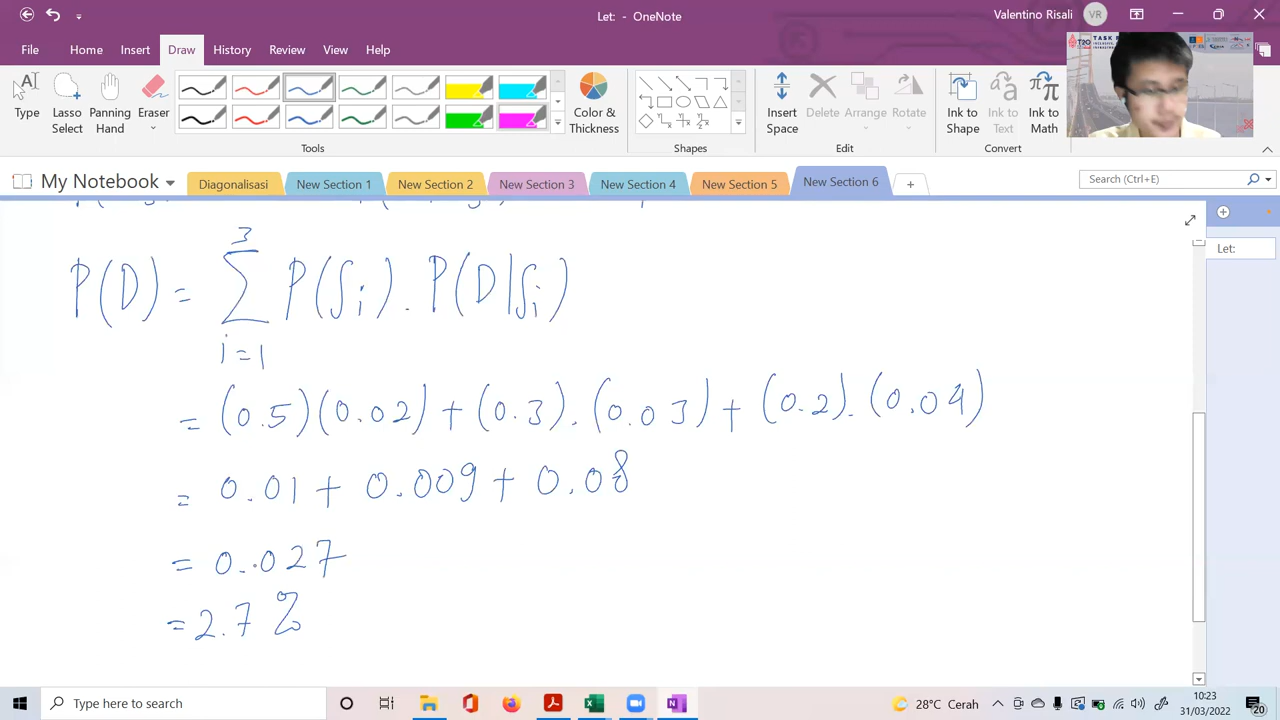 Let: - OneNote
Valentino Risali VR
File Home Insert Draw History Review View Help
Type
Lasso Select
Panning Hand
Eraser
Color & Thickness
Insert Space
Delete
Arrange
Rotate
Ink to Shape
Ink to Text
Ink to Math
Tools Shapes Edit Convert
My Notebook Diagonalisasi New Section 1 New Section 2 New Section 3 New Section 4 New Section 5 New Section 6 + Search (Ctrl+E)
Let:
3
P(D) = ∑ P(Si) . P(D|Si)
i=1
= (0.5)(0.02) + (0.3).(0.03) + (0.2).(0.04)
= 0.01 + 0.009 + 0.08
= 0.027
= 2.7 %
Type here to search
28°C Cerah
10:23
31/03/2022
20